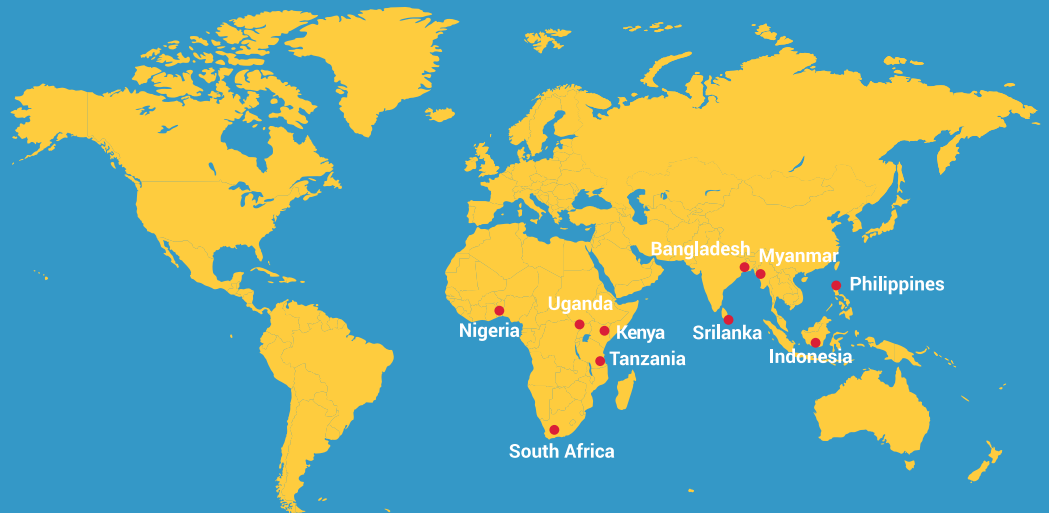 Bangladesh
Myanmar
Philippines
Uganda
Nigeria
Kenya
Srilanka
Tanzania
Indonesia
South Africa